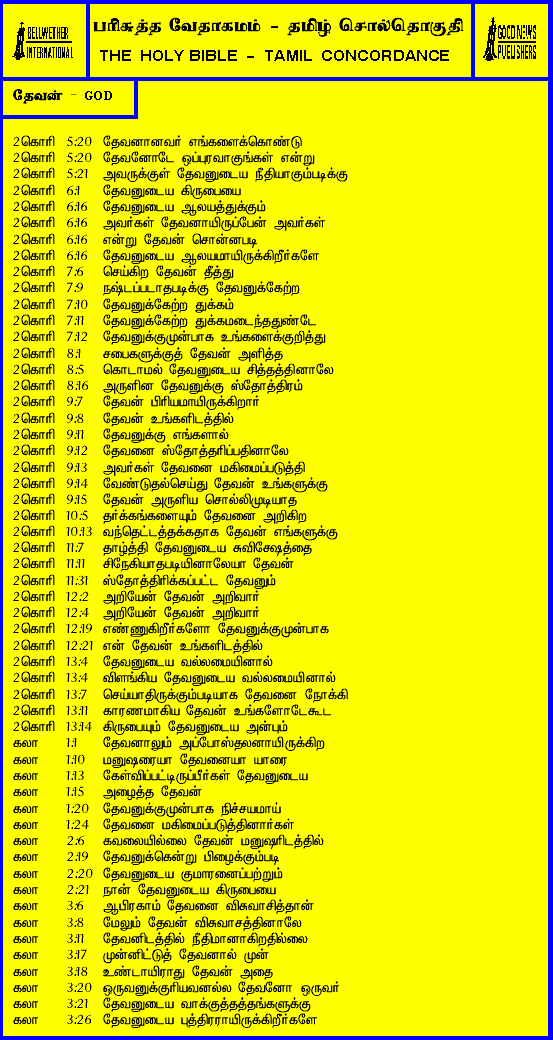 BELLWETHER
INTERNATIONAL
பரிசுத்த வேதாகமம் - தமிழ் சொல்தொகுதி
THE HOLY BIBLE - TAMIL CONCORDANCE
GOOD NEWS
PUBLISHERS
தேவன் - GOD
2கொரி 5:20 தேவனானவர் எங்களைக்கொண்டு
2கொரி 5:20 தேவனோடே ஒப்புரவாகுங்கள் என்று
2கொரி 5:21 அவருக்குள் தேவனுடைய நீதியாகும்படிக்கு
2கொரி 6:1 தேவனுடைய கிருபையை
2கொரி 6:16 தேவனுடைய ஆலயத்துக்கும்
2கொரி 6:16 அவர்கள் தேவனாயிருப்பேன் அவர்கள்
2கொரி 6:16 என்று தேவன் சொன்னபடி
2கொரி 6:16 தேவனுடைய ஆலயமாயிருக்கிறீர்களே
2கொரி 7:6 செய்கிற தேவன் தீத்து
2கொரி 7:9 நஷ்டப்படாதபடிக்கு தேவனுக்கேற்ற
2கொரி 7:10 தேவனுக்கேற்ற துக்கம்
2கொரி 7:11 தேவனுக்கேற்ற துக்கமடைந்ததுண்டே
2கொரி 7:12 தேவனுக்குமுன்பாக உங்களைக்குறித்து
2கொரி 8:1 சபைகளுக்குத் தேவன் அளித்த
2கொரி 8:5 கொடாமல் தேவனுடைய சித்தத்தினாலே
2கொரி 8:16 அருளின தேவனுக்கு ஸ்தோத்திரம்
2கொரி 9:7 தேவன் பிரியமாயிருக்கிறார்
2கொரி 9:8 தேவன் உங்களிடத்தில்
2கொரி 9:11 தேவனுக்கு எங்களால்
2கொரி 9:12 தேவனை ஸ்தோத்தரிப்பதினாலே
2கொரி 9:13 அவர்கள் தேவனை மகிமைப்படுத்தி
2கொரி 9:14 வேண்டுதல்செய்து தேவன் உங்களுக்கு
2கொரி 9:15 தேவன் அருளிய சொல்லிமுடியாத
2கொரி 10:5 தர்க்கங்களையும் தேவனை அறிகிற
2கொரி 10:13 வந்தெட்டத்தக்கதாக தேவன் எங்களுக்கு
2கொரி 11:7 தாழ்த்தி தேவனுடைய சுவிசேஷத்தை
2கொரி 11:11 சிநேகியாதபடியினாலேயா தேவன்
2கொரி 11:31 ஸ்தோத்திரிக்கப்பட்ட தேவனும்
2கொரி 12:2 அறியேன் தேவன் அறிவார்
2கொரி 12:4 அறியேன் தேவன் அறிவார்
2கொரி 12:19 எண்ணுகிறீர்களோ தேவனுக்குமுன்பாக
2கொரி 12:21 என் தேவன் உங்களிடத்தில்
2கொரி 13:4 தேவனுடைய வல்லமையினால்
2கொரி 13:4 விளங்கிய தேவனுடைய வல்லமையினால்
2கொரி 13:7 செய்யாதிருக்கும்படியாக தேவனை நோக்கி
2கொரி 13:11 காரணமாகிய தேவன் உங்களோடேகூட
2கொரி 13:14 கிருபையும் தேவனுடைய அன்பும்
கலா 1:1 தேவனாலும் அப்போஸ்தலனாயிருக்கிற
கலா 1:10 மனுஷரையா தேவனையா யாரை
கலா 1:13 கேள்விப்பட்டிருப்பீர்கள் தேவனுடைய
கலா 1:15 அழைத்த தேவன்
கலா 1:20 தேவனுக்குமுன்பாக நிச்சயமாய்
கலா 1:24 தேவனை மகிமைப்படுத்தினார்கள்
கலா 2:6 கவலையில்லை தேவன் மனுஷரிடத்தில்
கலா 2:19 தேவனுக்கென்று பிழைக்கும்படி
கலா 2:20 தேவனுடைய குமாரனைப்பற்றும்
கலா 2:21 நான் தேவனுடைய கிருபையை
கலா 3:6 ஆபிரகாம் தேவனை விசுவாசித்தான்
கலா 3:8 மேலும் தேவன் விசுவாசத்தினாலே
கலா 3:11 தேவனிடத்தில் நீதிமானாகிறதில்லை
கலா 3:17 முன்னிட்டுத் தேவனால் முன்
கலா 3:18 உண்டாயிராது தேவன் அதை
கலா 3:20 ஒருவனுக்குரியவனல்ல தேவனோ ஒருவர்
கலா 3:21 தேவனுடைய வாக்குத்தத்தங்களுக்கு
கலா 3:26 தேவனுடைய புத்திரராயிருக்கிறீர்களே